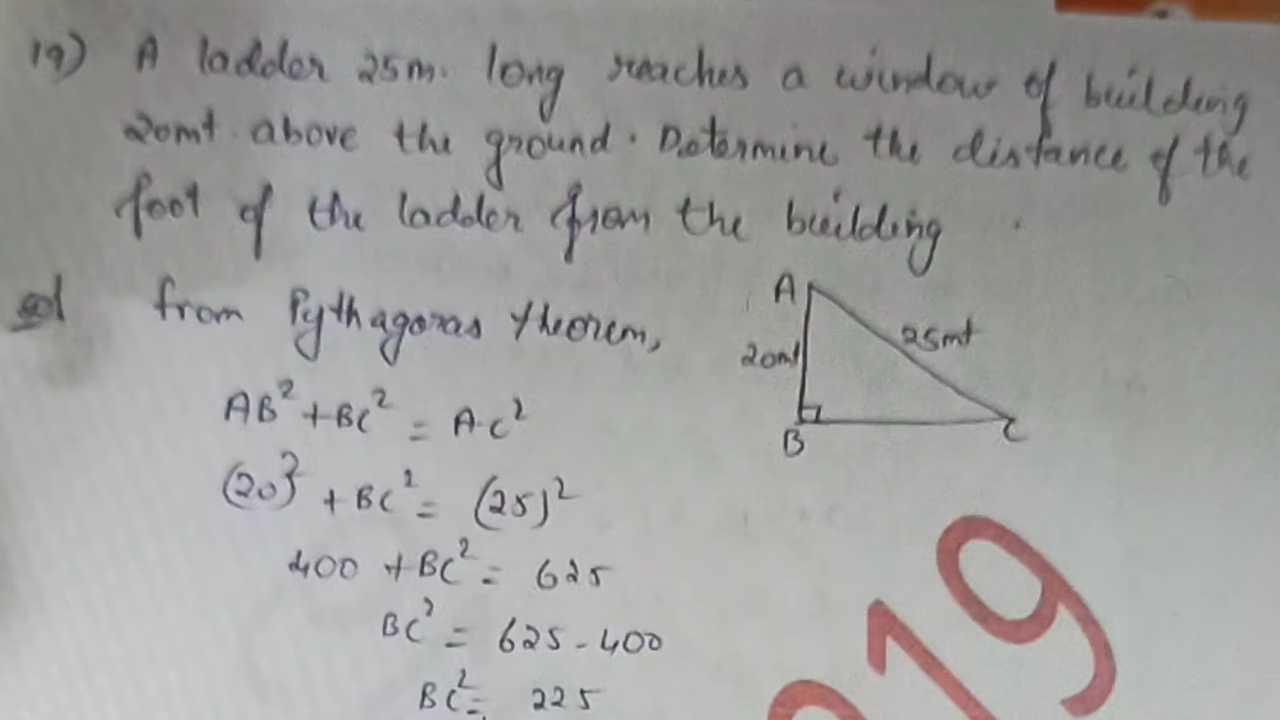 19) A ladder 25m. long reaches a window of building
20mt above the ground. Determine the distance of the
foot of the ladder from the building.
sol from Pythagoras theorem,
A
20mt
25mt
B
C
AB² + BC² = AC²
(20)² + BC² = (25)²
400 + BC² = 625
BC² = 625 - 400
BC² = 225
19